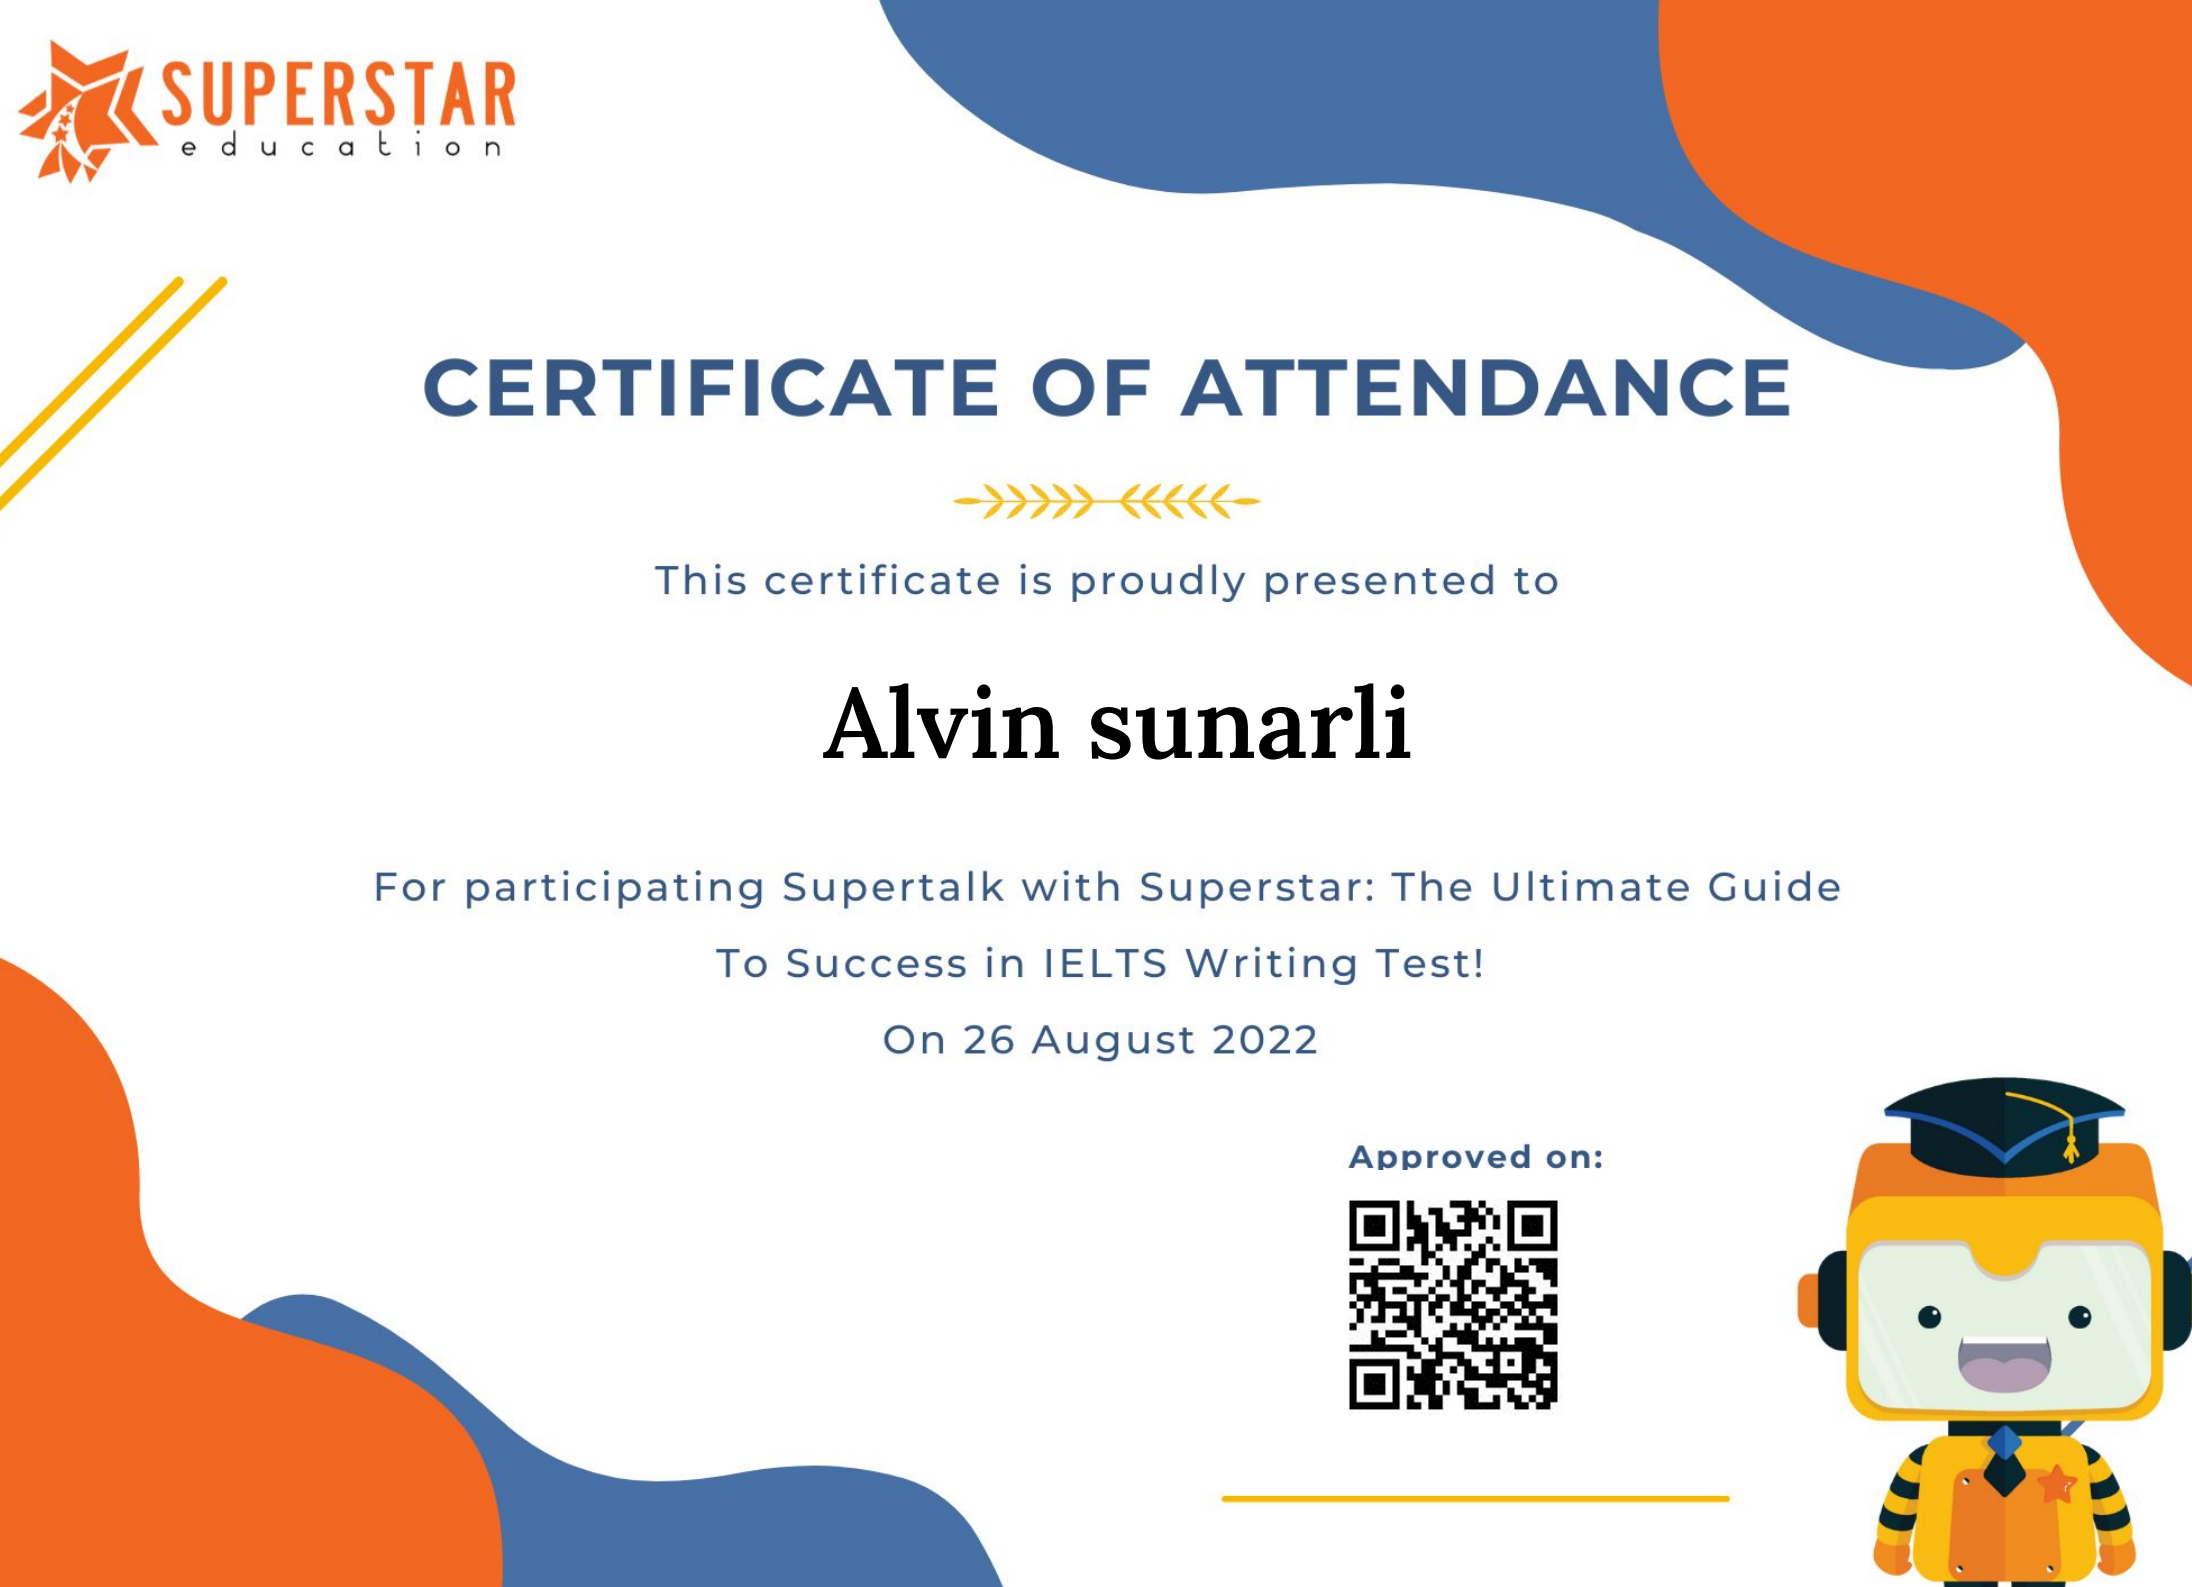 SUPERSTAR
education
CERTIFICATE OF ATTENDANCE
This certificate is proudly presented to
Alvin sunarli
For participating Supertalk with Superstar: The Ultimate Guide
To Success in IELTS Writing Test!
On 26 August 2022
Approved on: